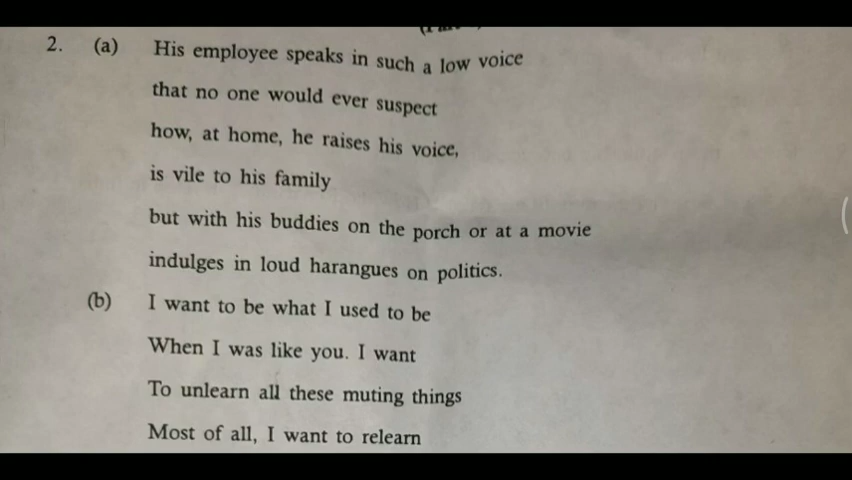 2. (a) His employee speaks in such a low voice
that no one would ever suspect
how, at home, he raises his voice,
is vile to his family
but with his buddies on the porch or at a movie
indulges in loud harangues on politics.
(b) I want to be what I used to be
When I was like you. I want
To unlearn all these muting things
Most of all, I want to relearn